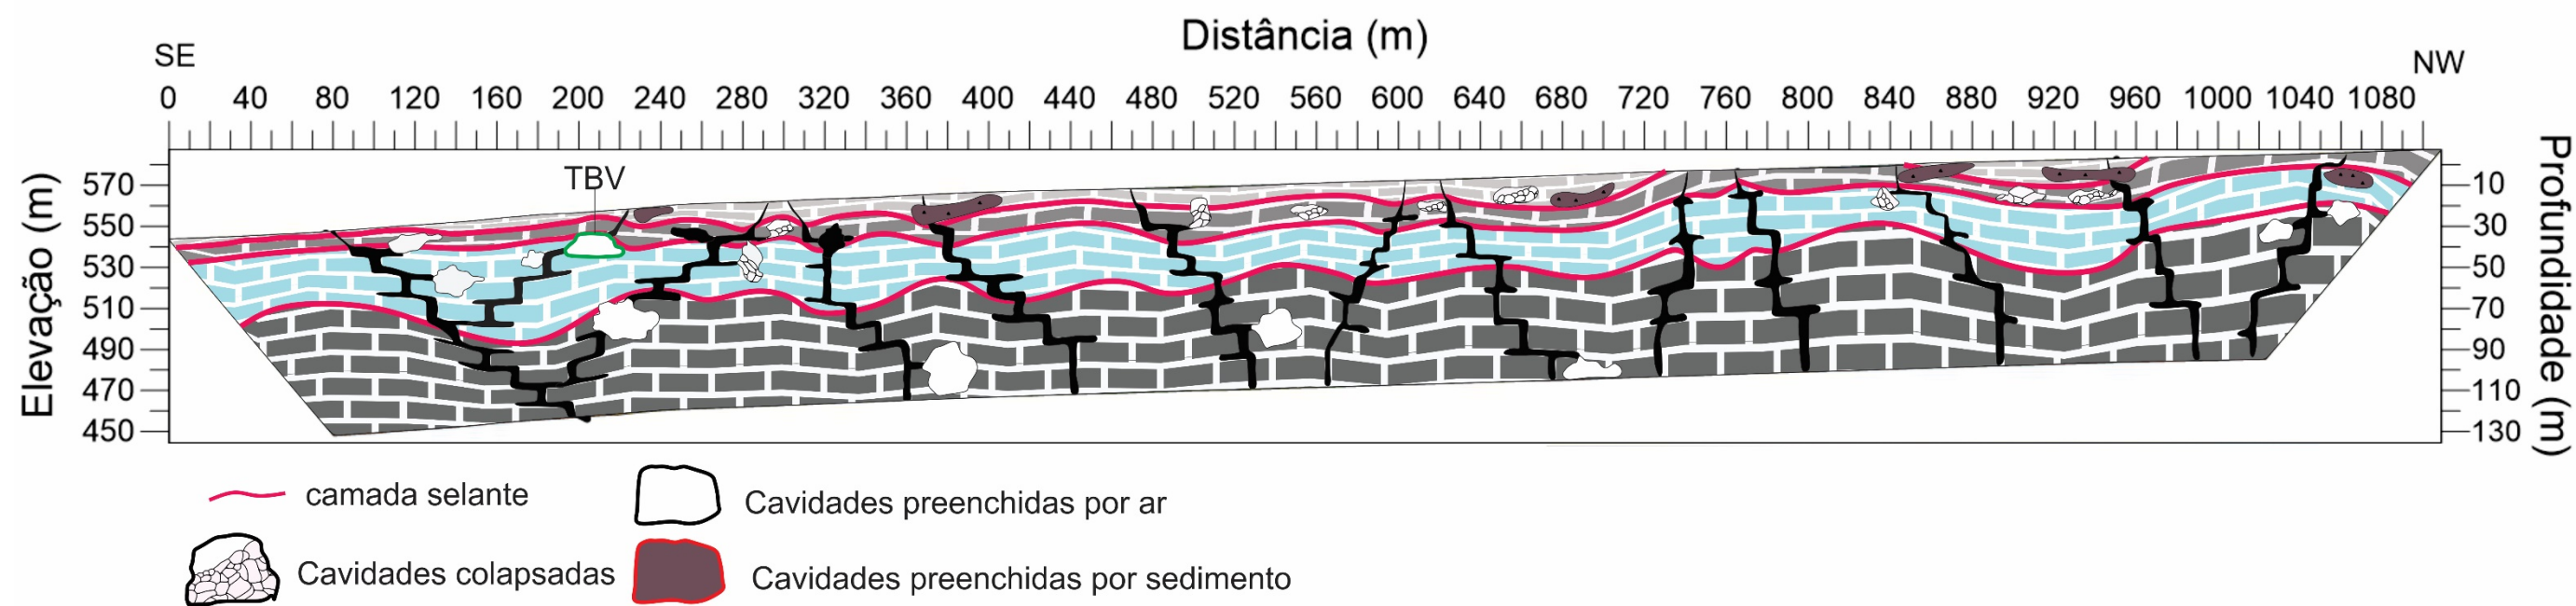 Distância (m)
SE
NW
0 40 80 120 160 200 240 280 320 360 400 440 480 520 560 600 640 680 720 760 800 840 880 920 960 1000 1040 1080
TBV
Elevação (m)
570
550
530
510
490
470
450
10
30
50
70
90
110
130
Profundidade (m)
camada selante
Cavidades preenchidas por ar
Cavidades colapsadas
Cavidades preenchidas por sedimento